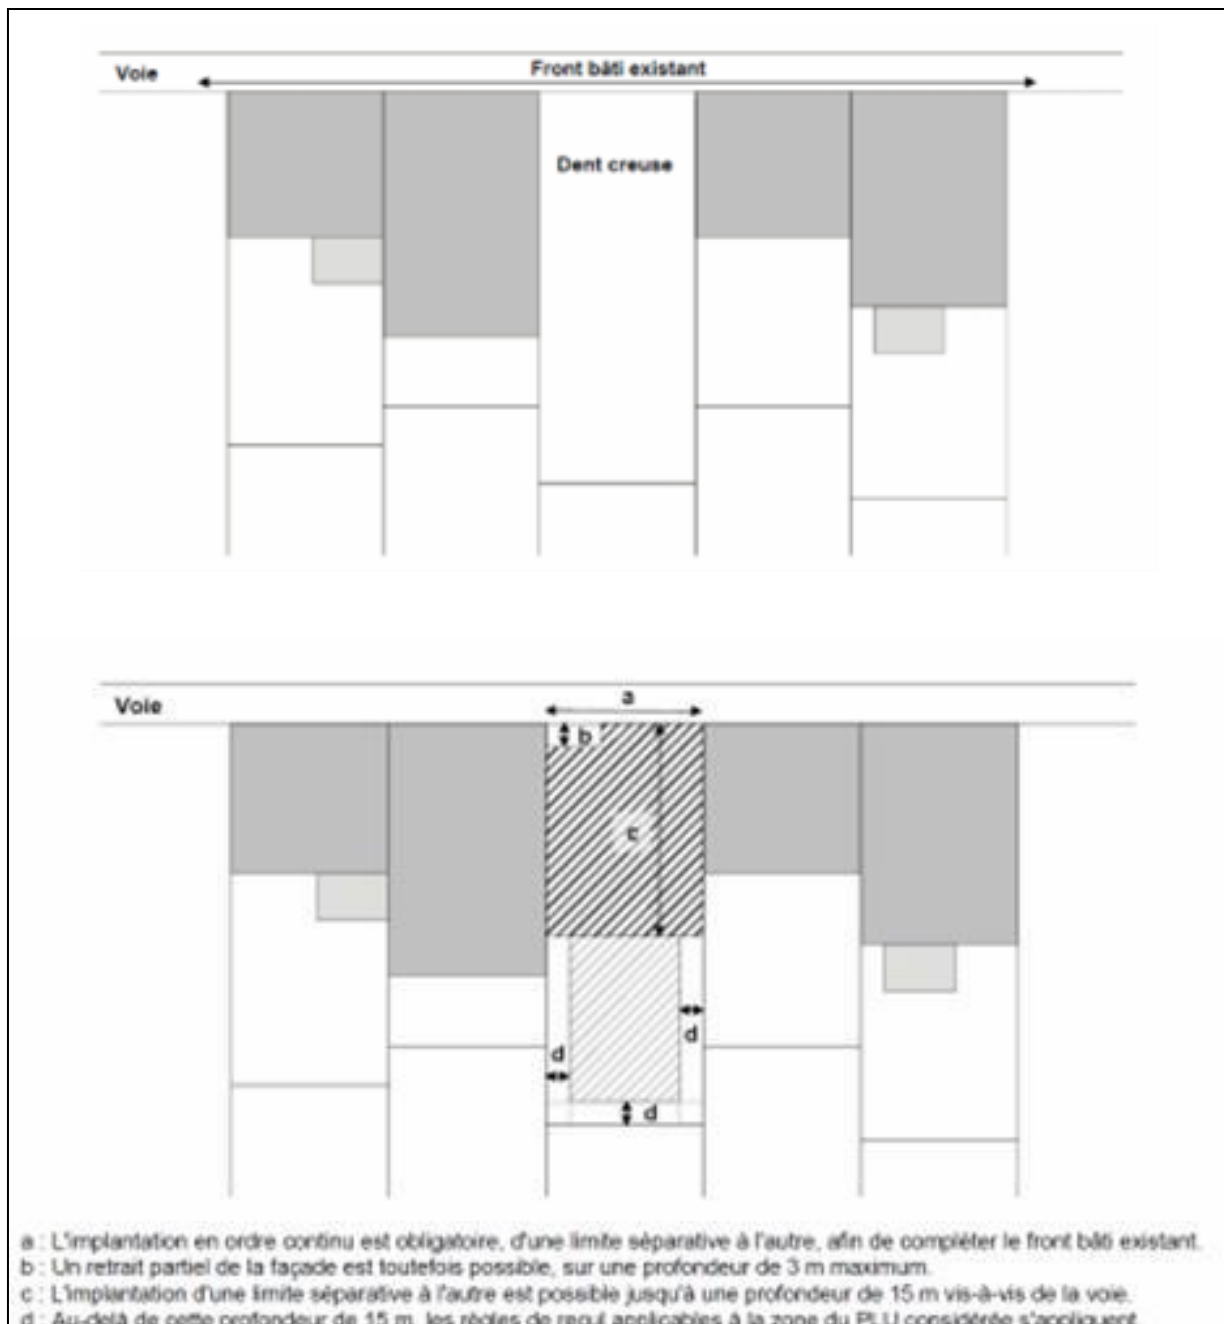 Voie
Front bâti existant
Dent creuse
Voie
a
b
c
d
d
d
a : L'implantation en ordre continu est obligatoire, d'une limite séparative à l'autre, afin de compléter le front bâti existant.
b : Un retrait partiel de la façade est toutefois possible, sur une profondeur de 3 m maximum.
c : L'implantation d'une limite séparative à l'autre est possible jusqu'à une profondeur de 15 m vis-à-vis de la voie.
d : Au-delà de cette profondeur de 15 m, les règles de recul applicables à la zone du PLU considérée s'appliquent.